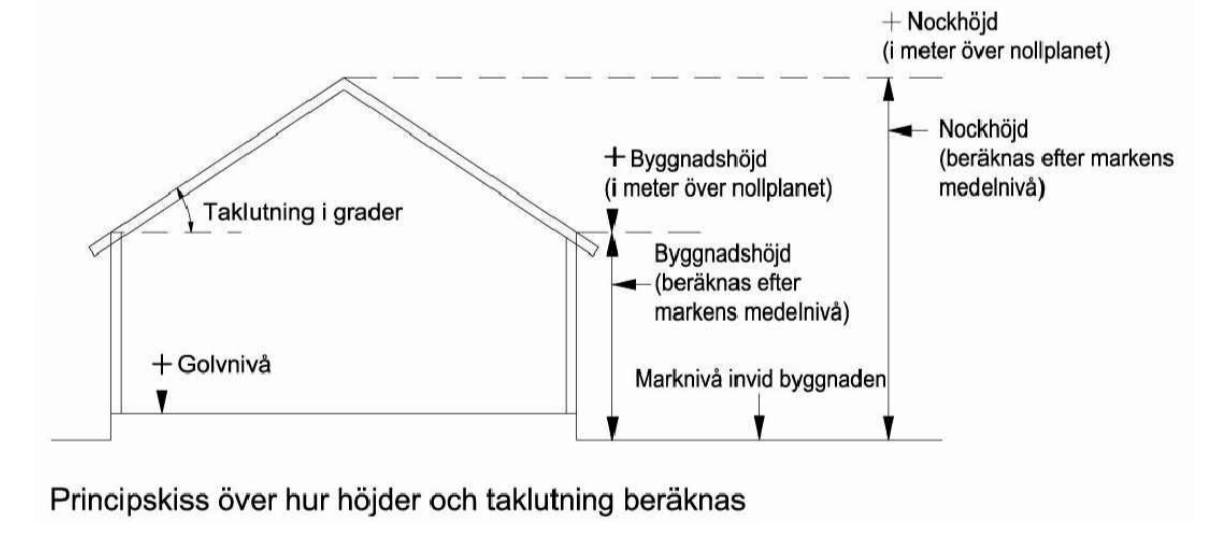 + Nockhöjd
(i meter över nollplanet)
Nockhöjd
(beräknas efter markens
medelnivå)
+ Byggnadshöjd
(i meter över nollplanet)
Taklutning i grader
Byggnadshöjd
(beräknas efter
markens medelnivå)
+ Golvnivå
Marknivå invid byggnaden
Principskiss över hur höjder och taklutning beräknas